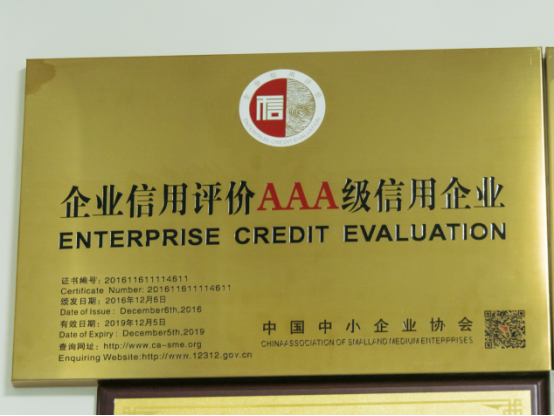 信
企业信用评价AAA级信用企业
ENTERPRISE CREDIT EVALUATION
证书编号: 201611611114611
Certificate Number: 201611611114611
颁发日期: 2016年12月6日
Date of Issue: December6th,2016
有效日期: 2019年12月5日
Date of Expiry: December5th,2019
查询网址: http://www.ca-sme.org
Enquiring Website:http://www.12312.gov.cn
中国中小企业协会
CHINAASSOCIATION OF SMALLAND MEDIUM ENTERPRISES